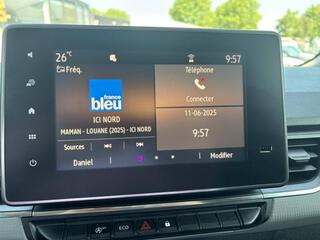 26°C
9:57
Fréq.
Téléphone
france
bleu
Connecter
ICI NORD
11-06-2025
MAMAN - LOUANE (2025) - ICI NORD
9:57
Sources
Daniel
Modifier
ECO